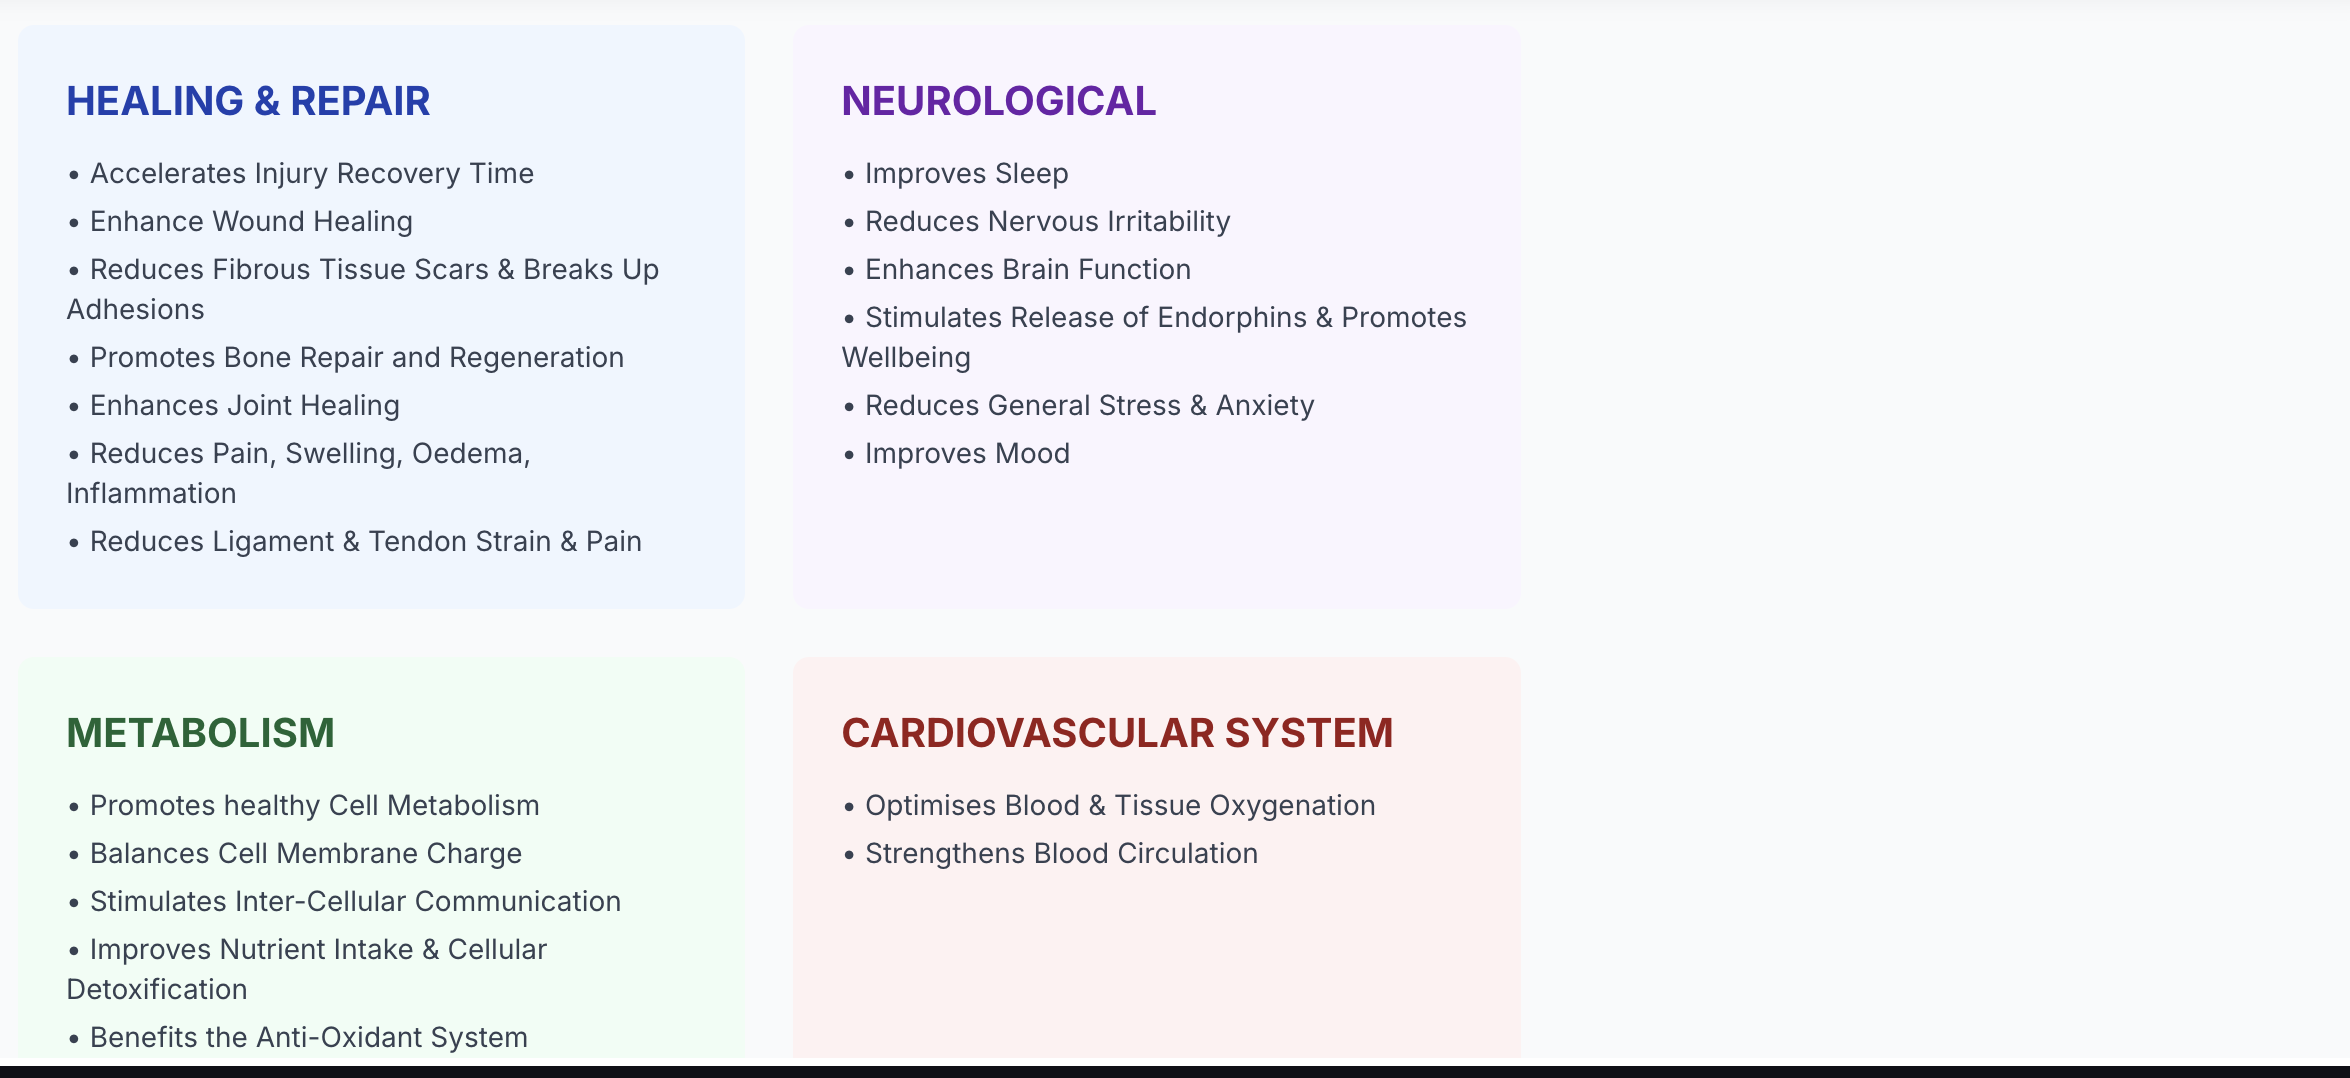 HEALING & REPAIR
• Accelerates Injury Recovery Time
• Enhance Wound Healing
• Reduces Fibrous Tissue Scars & Breaks Up
Adhesions
• Promotes Bone Repair and Regeneration
• Enhances Joint Healing
• Reduces Pain, Swelling, Oedema,
Inflammation
• Reduces Ligament & Tendon Strain & Pain
NEUROLOGICAL
• Improves Sleep
• Reduces Nervous Irritability
• Enhances Brain Function
• Stimulates Release of Endorphins & Promotes
Wellbeing
• Reduces General Stress & Anxiety
• Improves Mood
METABOLISM
• Promotes healthy Cell Metabolism
• Balances Cell Membrane Charge
• Stimulates Inter-Cellular Communication
• Improves Nutrient Intake & Cellular
Detoxification
• Benefits the Anti-Oxidant System
CARDIOVASCULAR SYSTEM
• Optimises Blood & Tissue Oxygenation
• Strengthens Blood Circulation